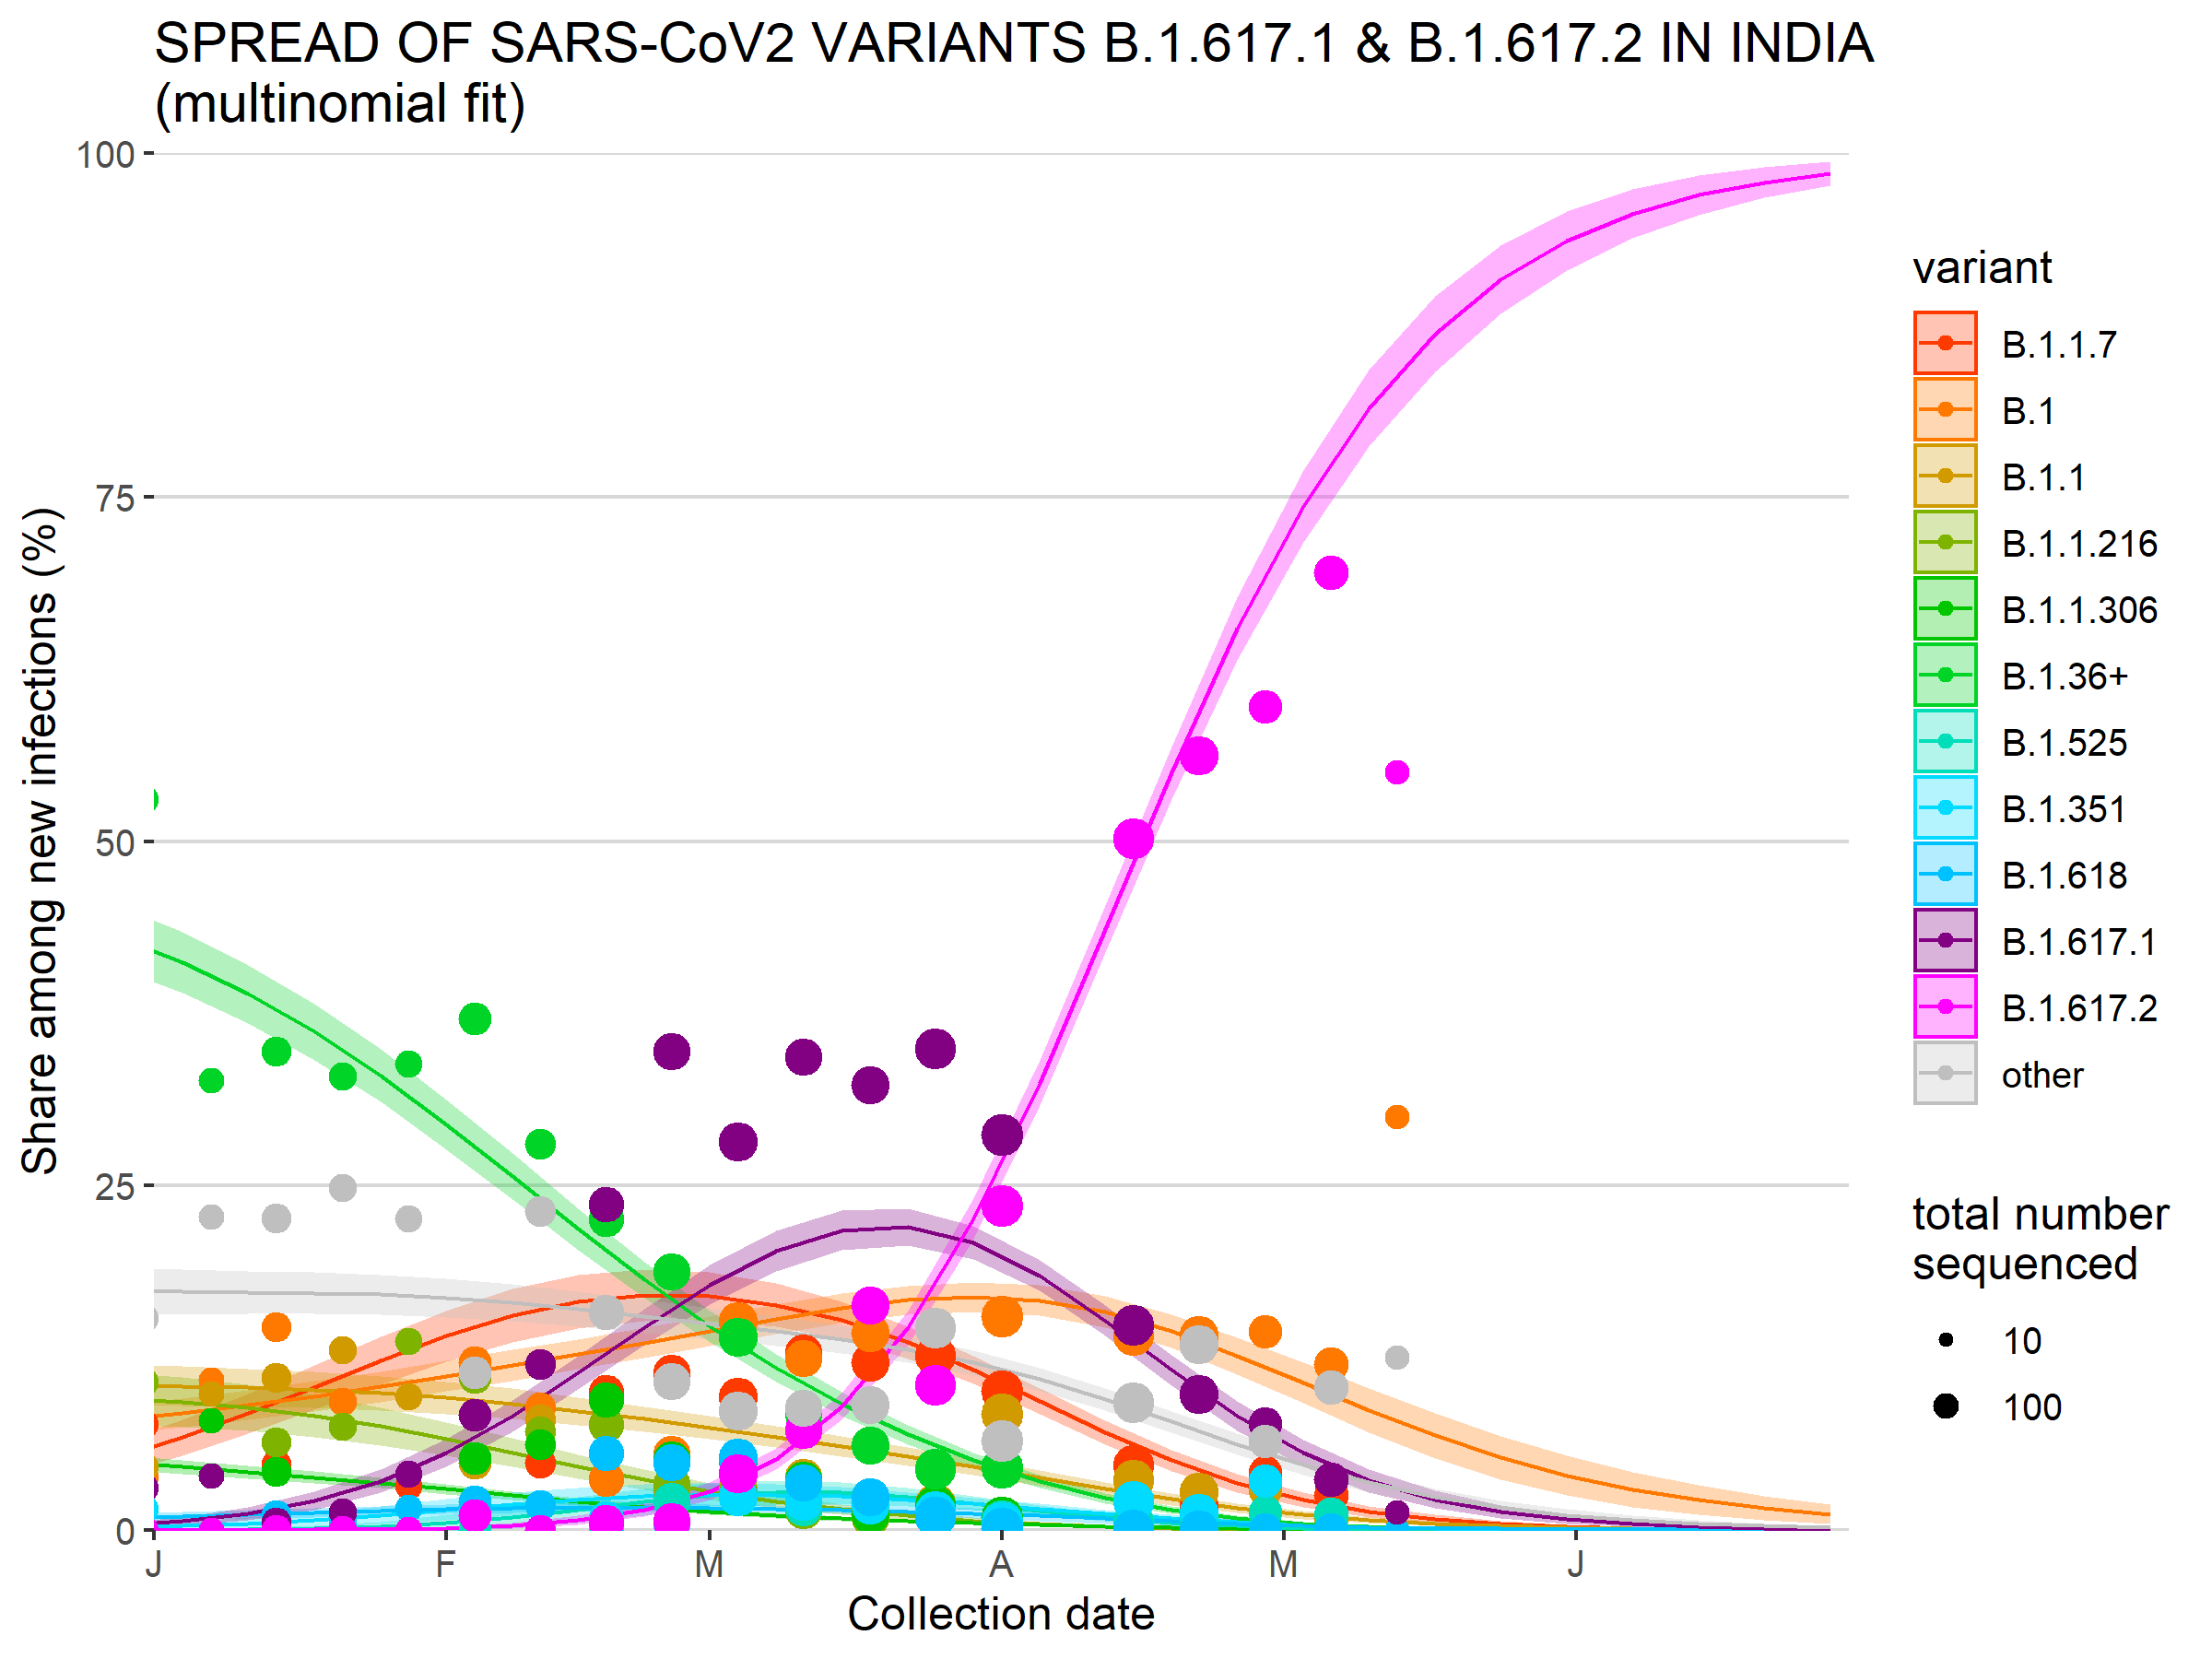 SPREAD OF SARS-CoV2 VARIANTS B.1.617.1 & B.1.617.2 IN INDIA
(multinomial fit)
Share among new infections (%)
100
75
50
25
0
J
F
M
A
M
J
Collection date
variant
B.1.1.7
B.1
B.1.1
B.1.1.216
B.1.1.306
B.1.36+
B.1.525
B.1.351
B.1.618
B.1.617.1
B.1.617.2
other
total number
sequenced
10
100